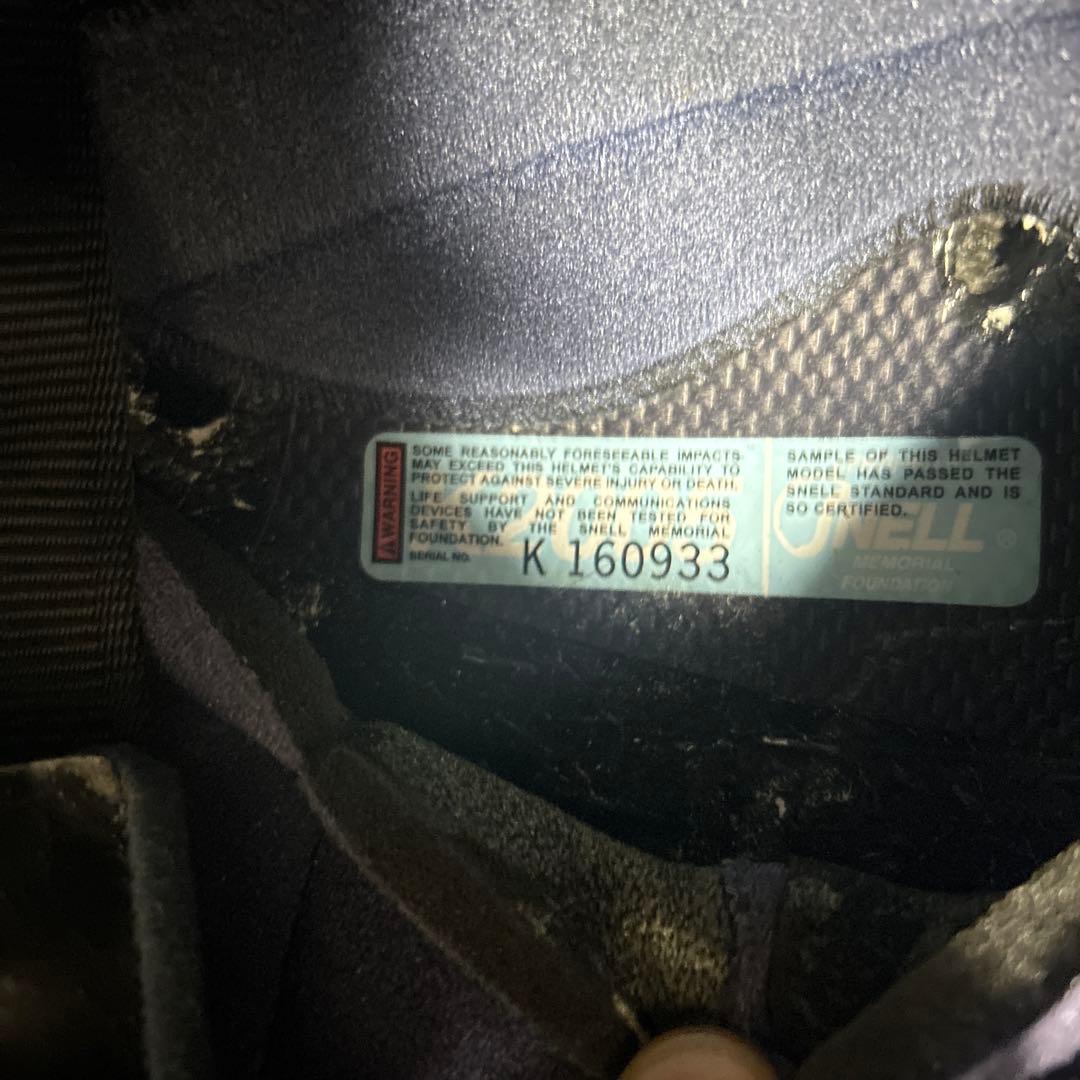 ⚠WARNING
SOME REASONABLY FORESEEABLE IMPACTS
MAY EXCEED THIS HELMET'S CAPABILITY TO
PROTECT AGAINST SEVERE INJURY OR DEATH.
LIFE SUPPORT AND COMMUNICATIONS
DEVICES HAVE NOT BEEN TESTED FOR
SAFETY BY THE SNELL MEMORIAL
FOUNDATION.
SERIAL NO. K 160933
SAMPLE OF THIS HELMET
MODEL HAS PASSED THE
SNELL STANDARD AND IS
SO CERTIFIED.
SNELL®
MEMORIAL
FOUNDATION